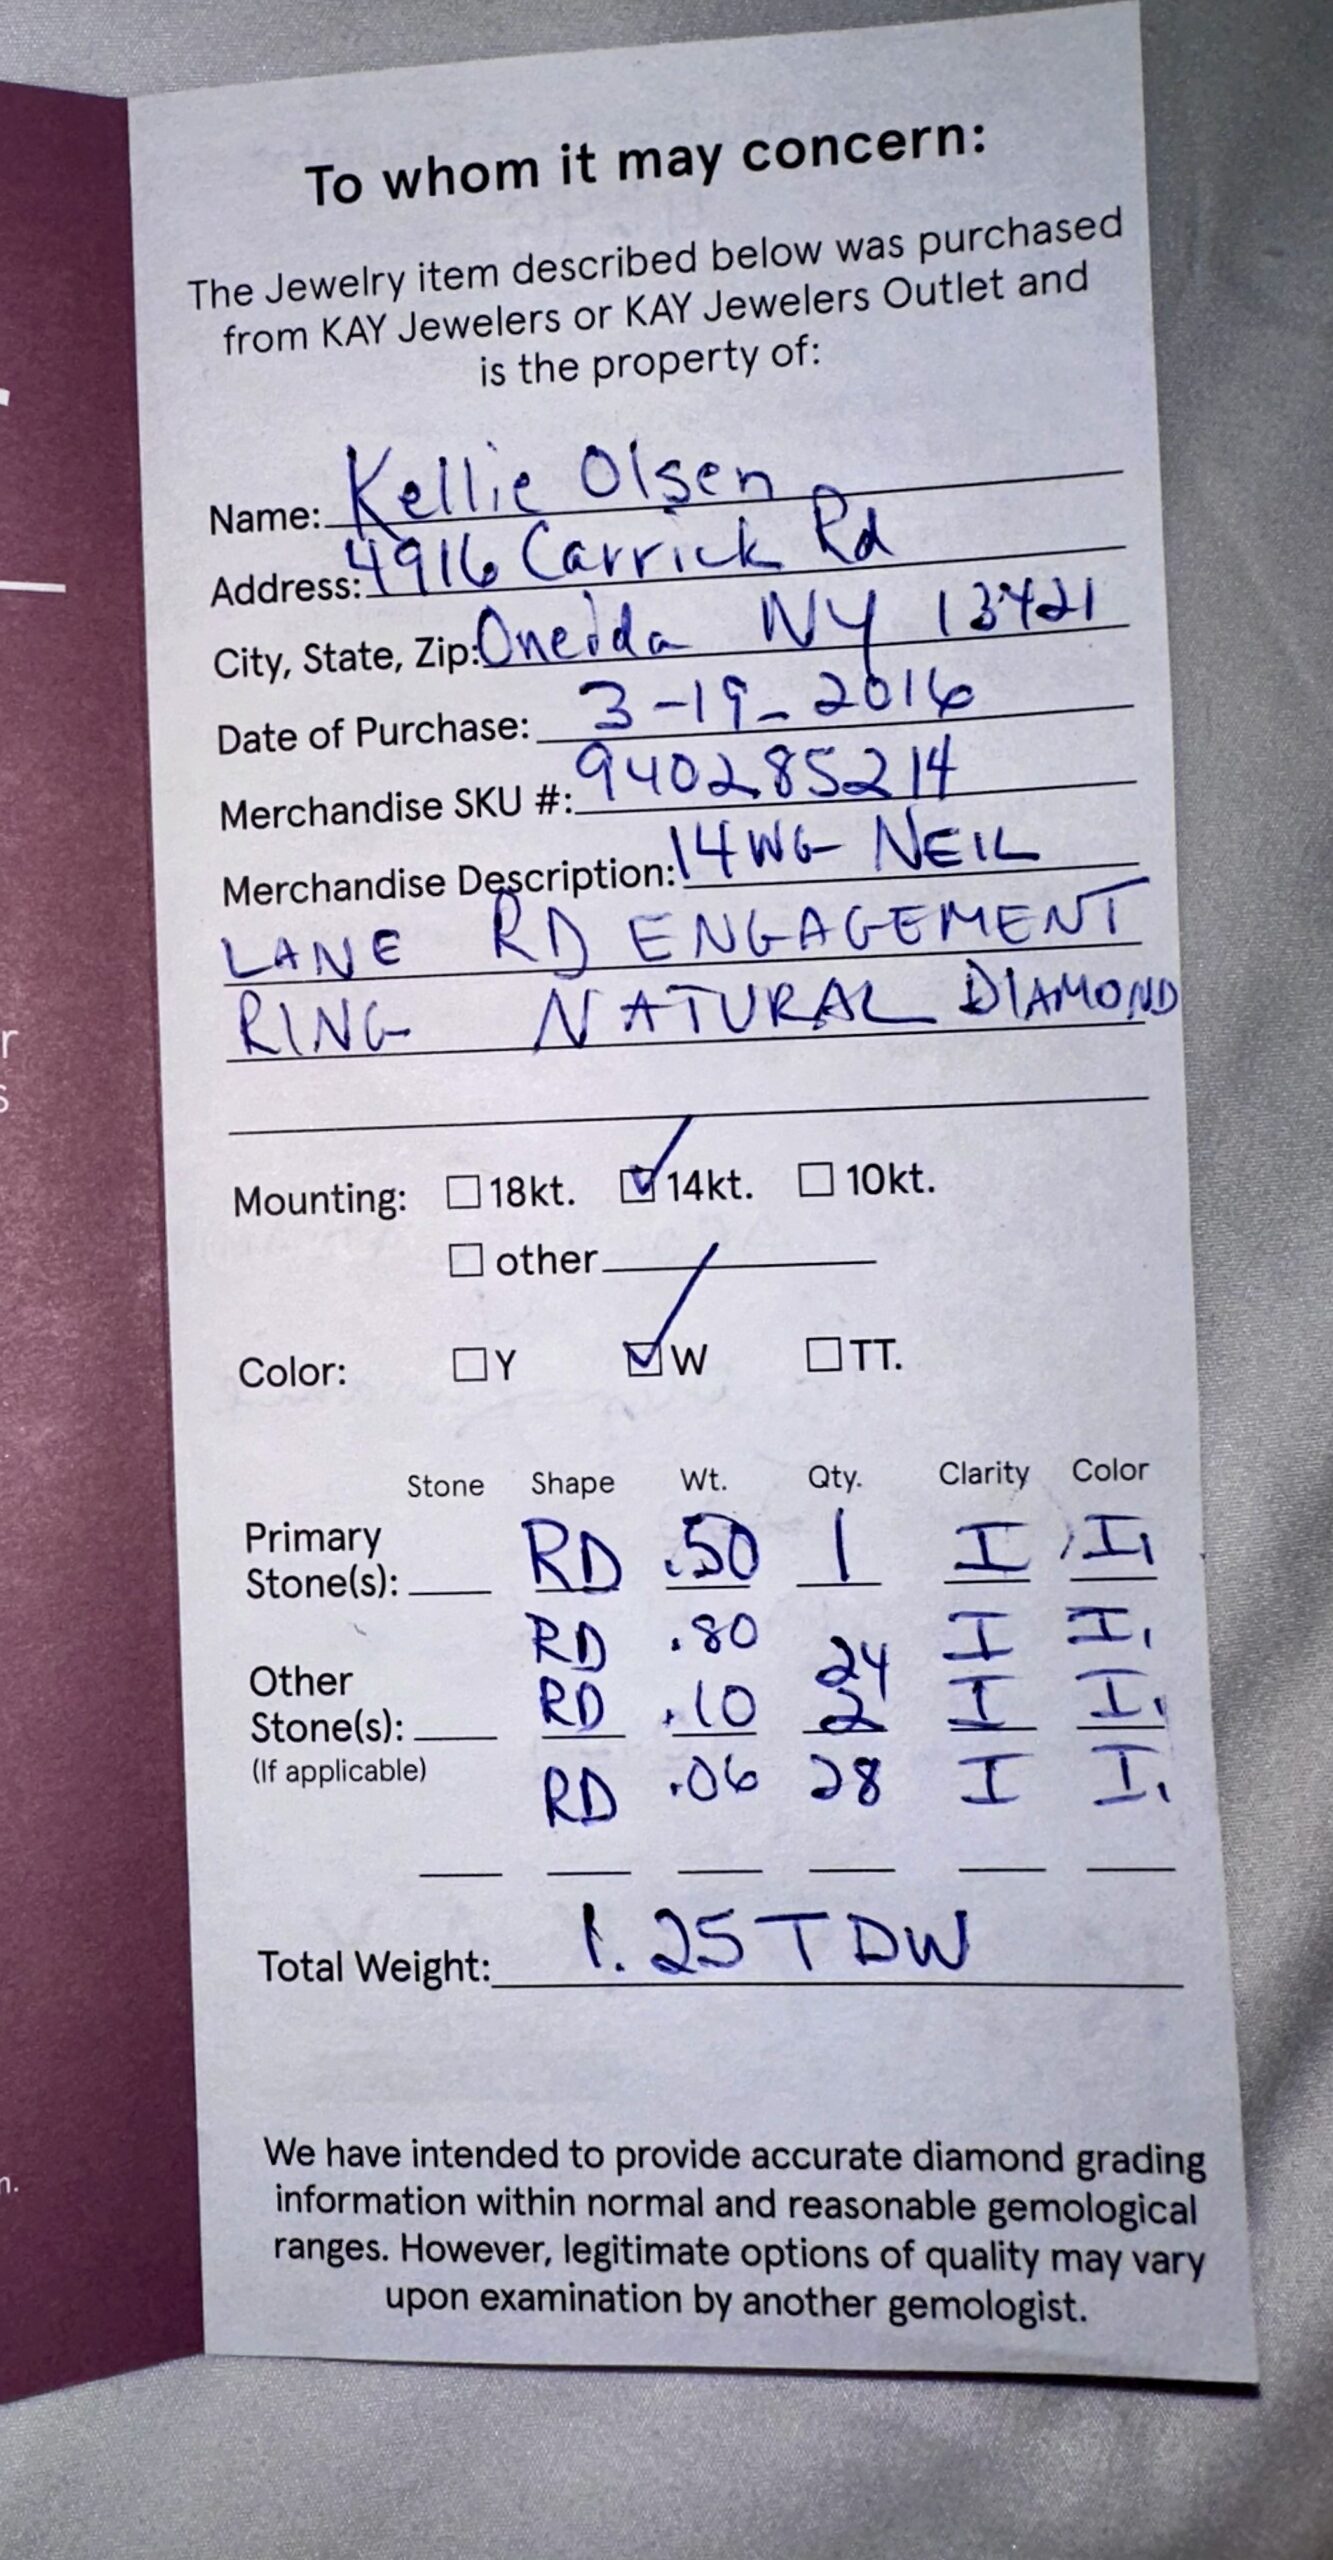 To whom it may concern:
The Jewelry item described below was purchased
from KAY Jewelers or KAY Jewelers Outlet and
is the property of:
Name: Kellie Olsen
Address: 4916 Carrick Rd
City, State, Zip: Oneida NY 13421
Date of Purchase: 3-19-2016
Merchandise SKU #: 940285214
Merchandise Description: 14WG NEIL
LANE RD ENGAGEMENT
RING NATURAL DIAMOND
Mounting: 18kt. 14kt. 10kt.
other
Color: Y W TT.
Stone Shape Wt. Qty. Clarity Color
Primary
Stone(s): RD .50 1 I I1
RD .80 24 I I1
Other
Stone(s): RD .10 2 I I1
(If applicable) RD .06 28 I I1
Total Weight: 1.25 TDW
We have intended to provide accurate diamond grading
information within normal and reasonable gemological
ranges. However, legitimate options of quality may vary
upon examination by another gemologist.